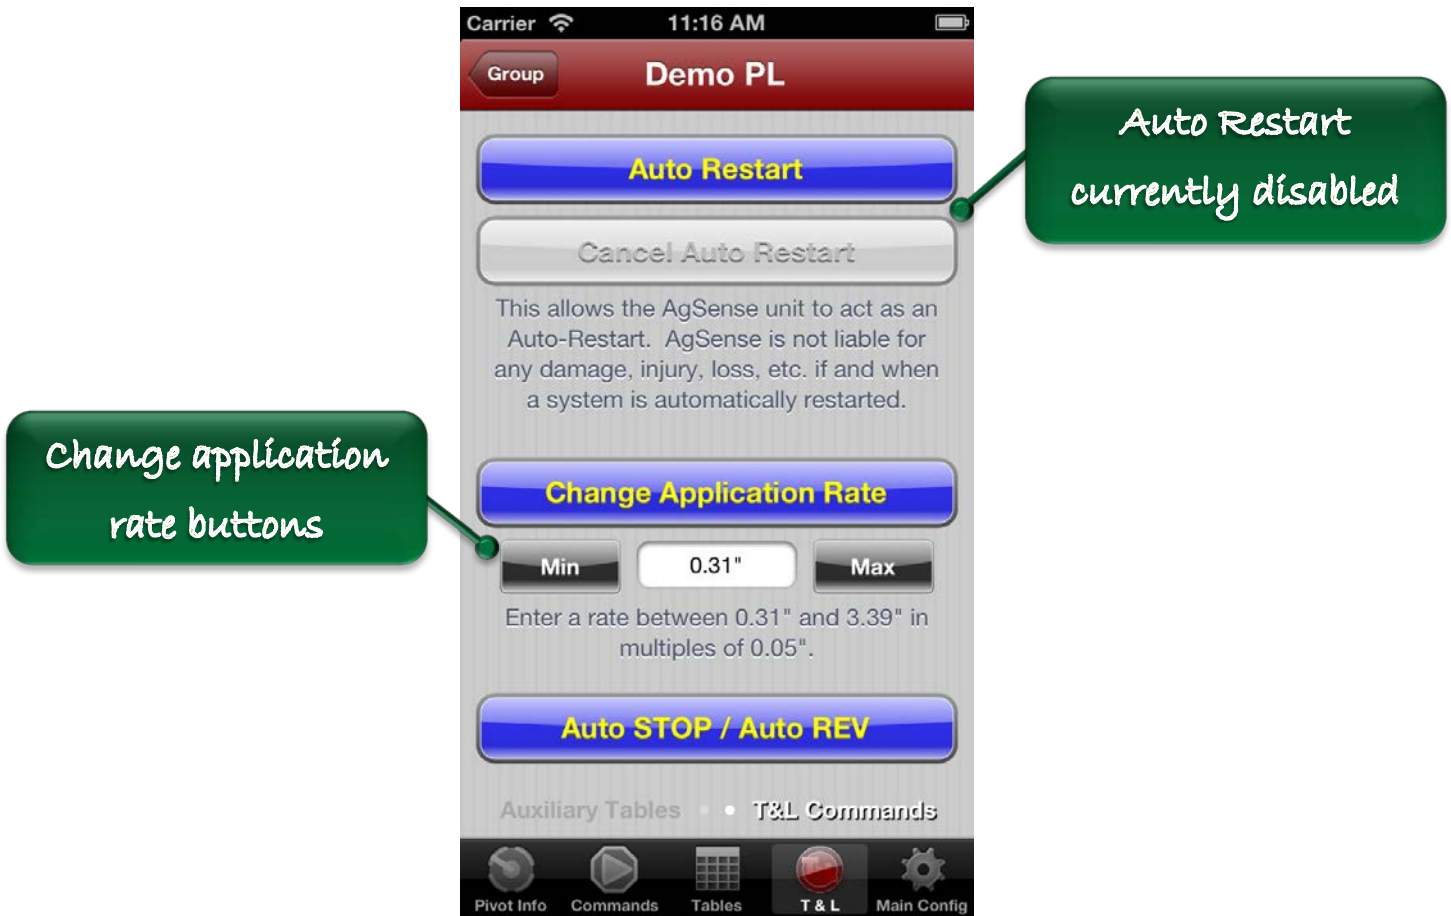 Carrier 11:16 AM
Group Demo PL
Auto Restart
Auto Restart
currently disabled
Cancel Auto Restart
This allows the AgSense unit to act as an
Auto-Restart. AgSense is not liable for
any damage, injury, loss, etc. if and when
a system is automatically restarted.
Change application
rate buttons
Change Application Rate
Min 0.31" Max
Enter a rate between 0.31" and 3.39" in
multiples of 0.05".
Auto STOP / Auto REV
Auxiliary Tables T&L Commands
Pivot Info Commands Tables T & L Main Config